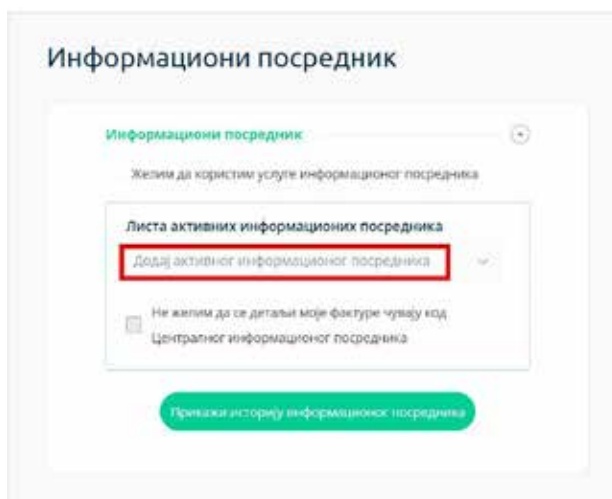 Информациони посредник
Информациони посредник
Желим да користим услуге информационог посредника
Листа активних информационих посредника
Додај активног информационог посредника
Не желим да се детаљи моје фактуре чувају код
Централног информационог посредника
Прикажи историју информационог посредника